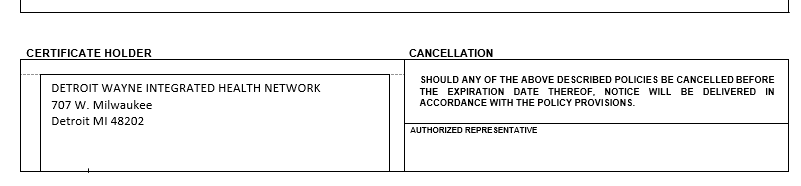 CERTIFICATE HOLDER
DETROIT WAYNE INTEGRATED HEALTH NETWORK
707 W. Milwaukee
Detroit MI 48202
CANCELLATION
SHOULD ANY OF THE ABOVE DESCRIBED POLICIES BE CANCELLED BEFORE
THE EXPIRATION DATE THEREOF, NOTICE WILL BE DELIVERED IN
ACCORDANCE WITH THE POLICY PROVISIONS.
AUTHORIZED REPRESENTATIVE